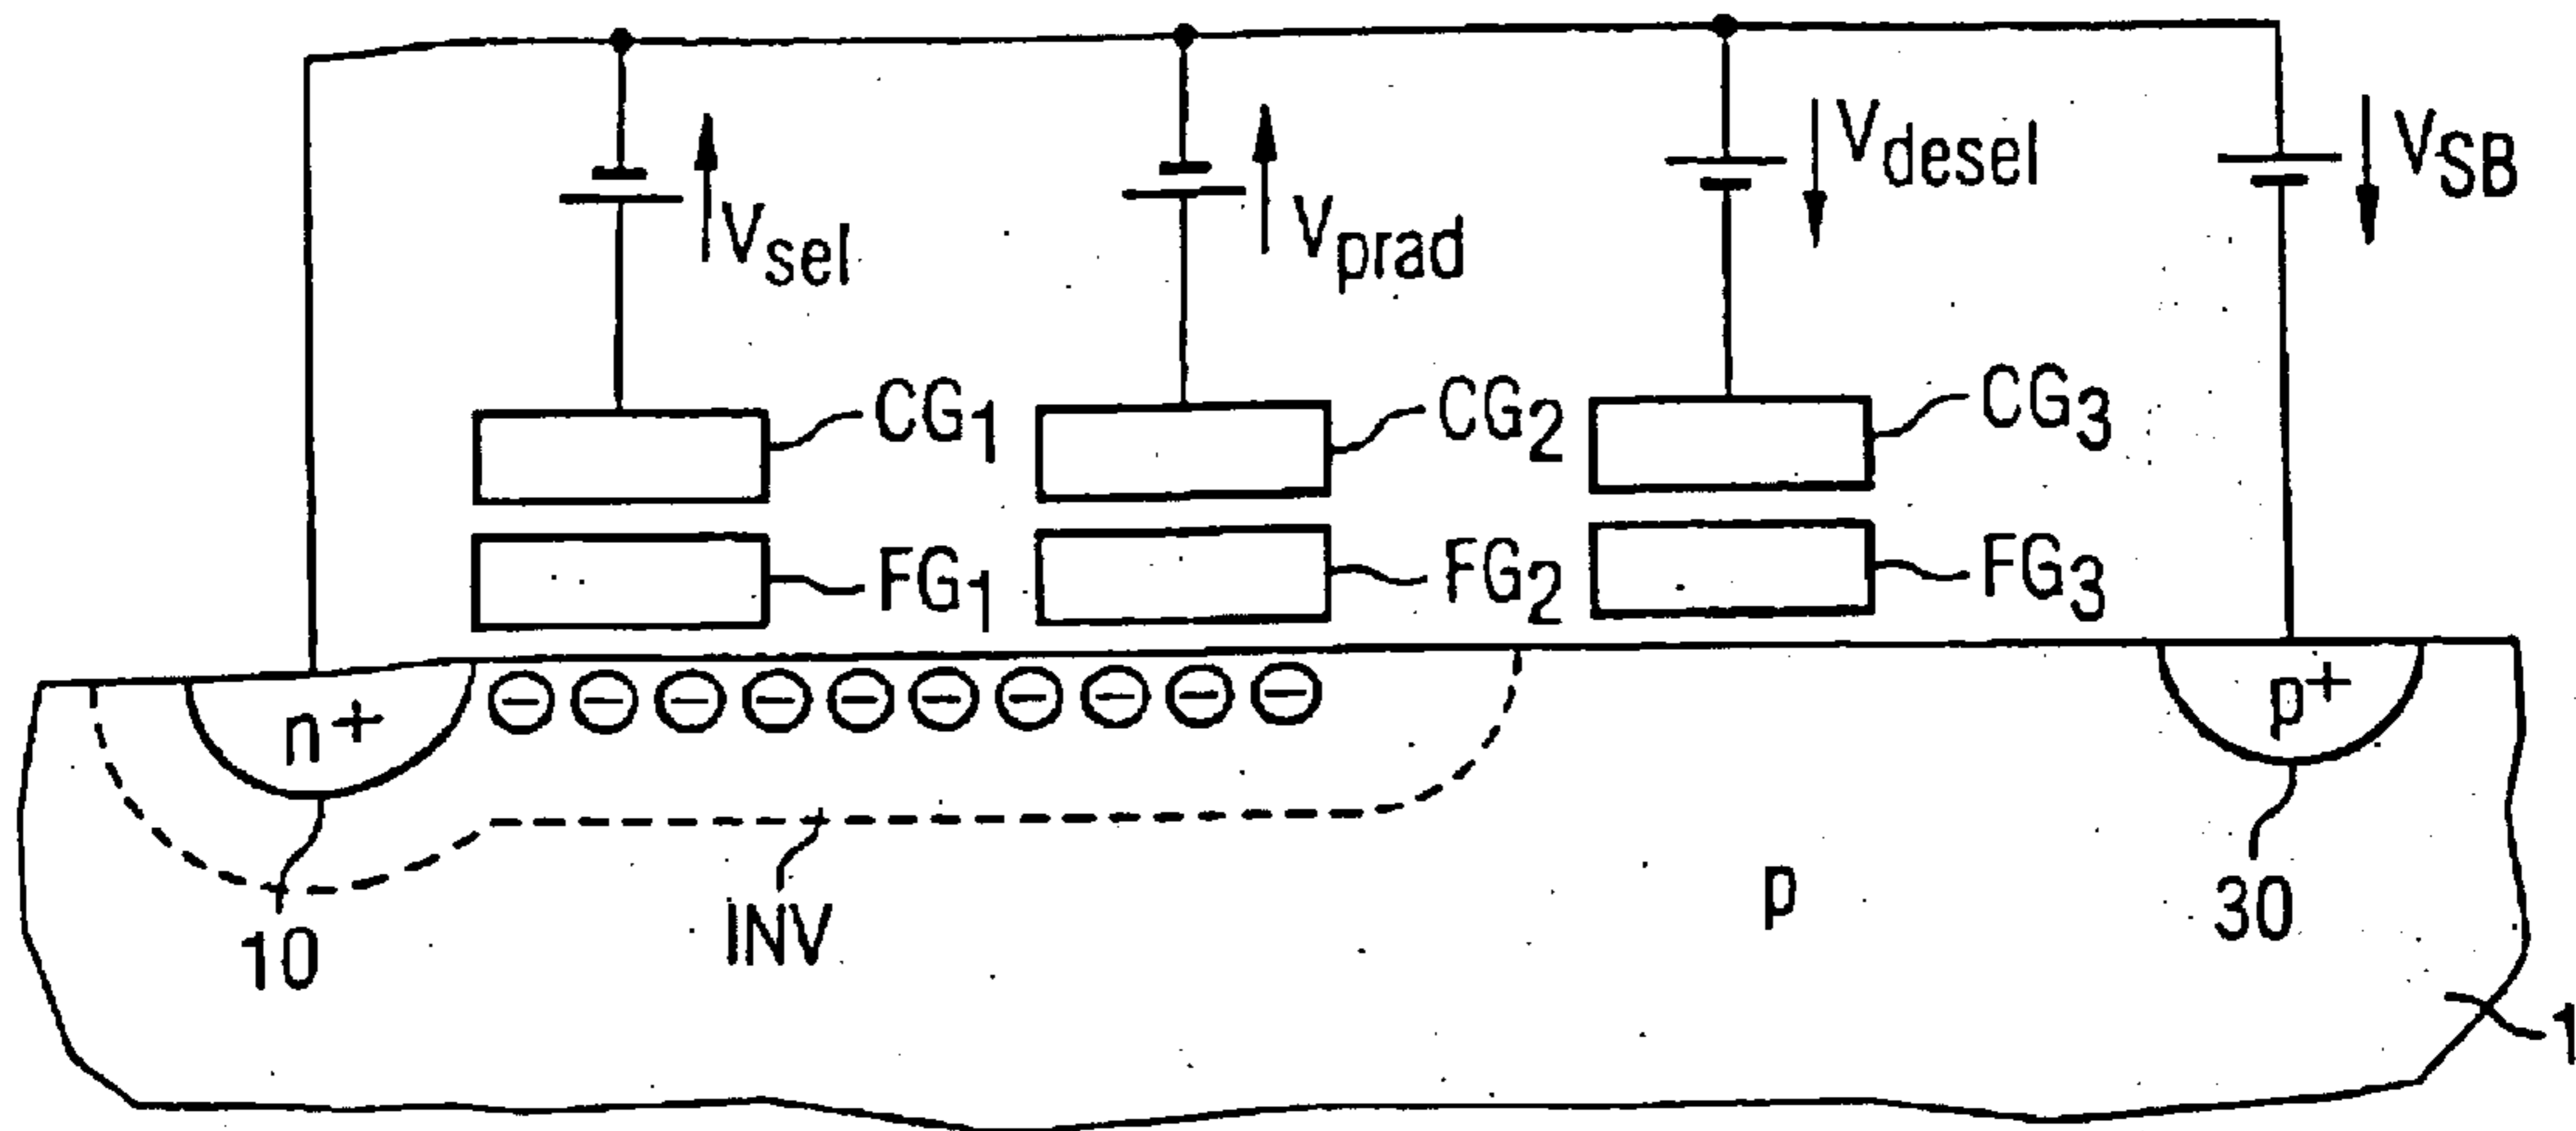 Vsel
Vprad
Vdesel
VSB
CG1
CG2
CG3
FG1
FG2
FG3
n+
p+
10
INV
p
30
1